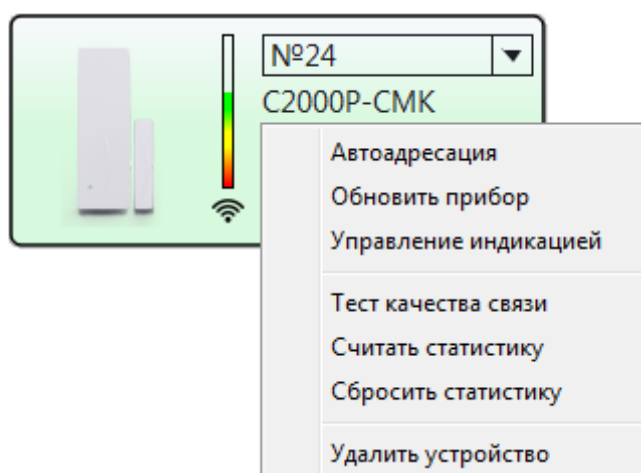 №24
С2000Р-СМК
Автоадресация
Обновить прибор
Управление индикацией
Тест качества связи
Считать статистику
Сбросить статистику
Удалить устройство